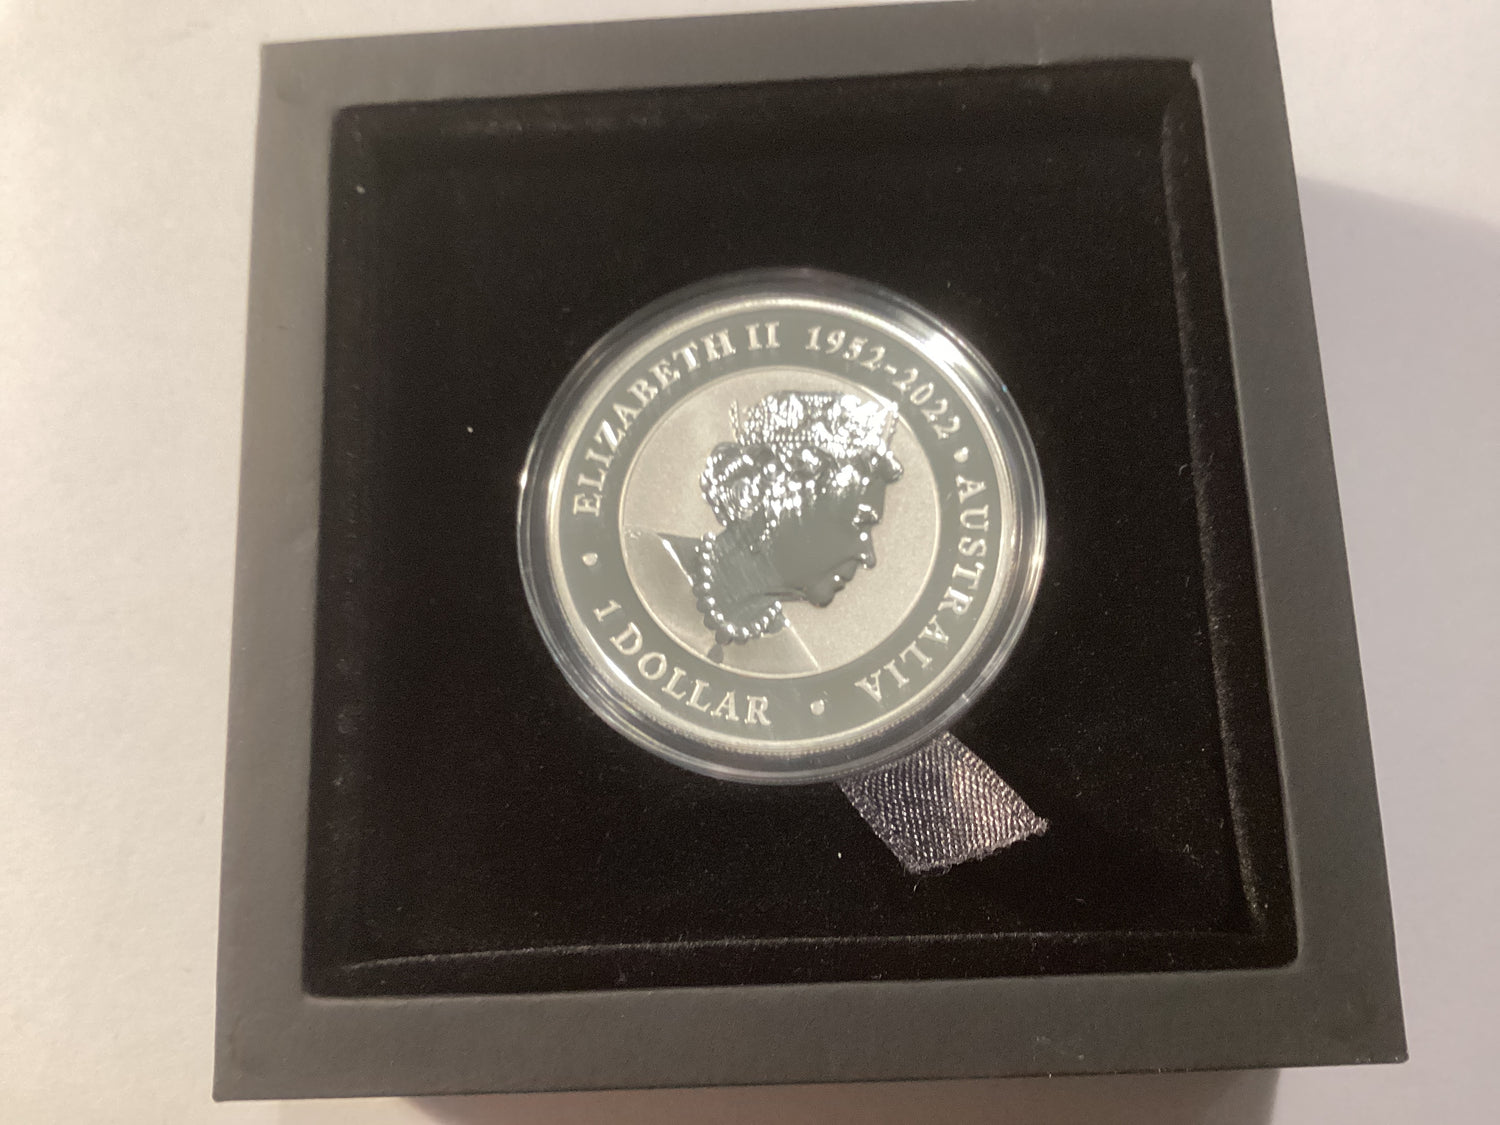 ELIZABETH II 1952-2022 • AUSTRALIA • 1 DOLLAR •